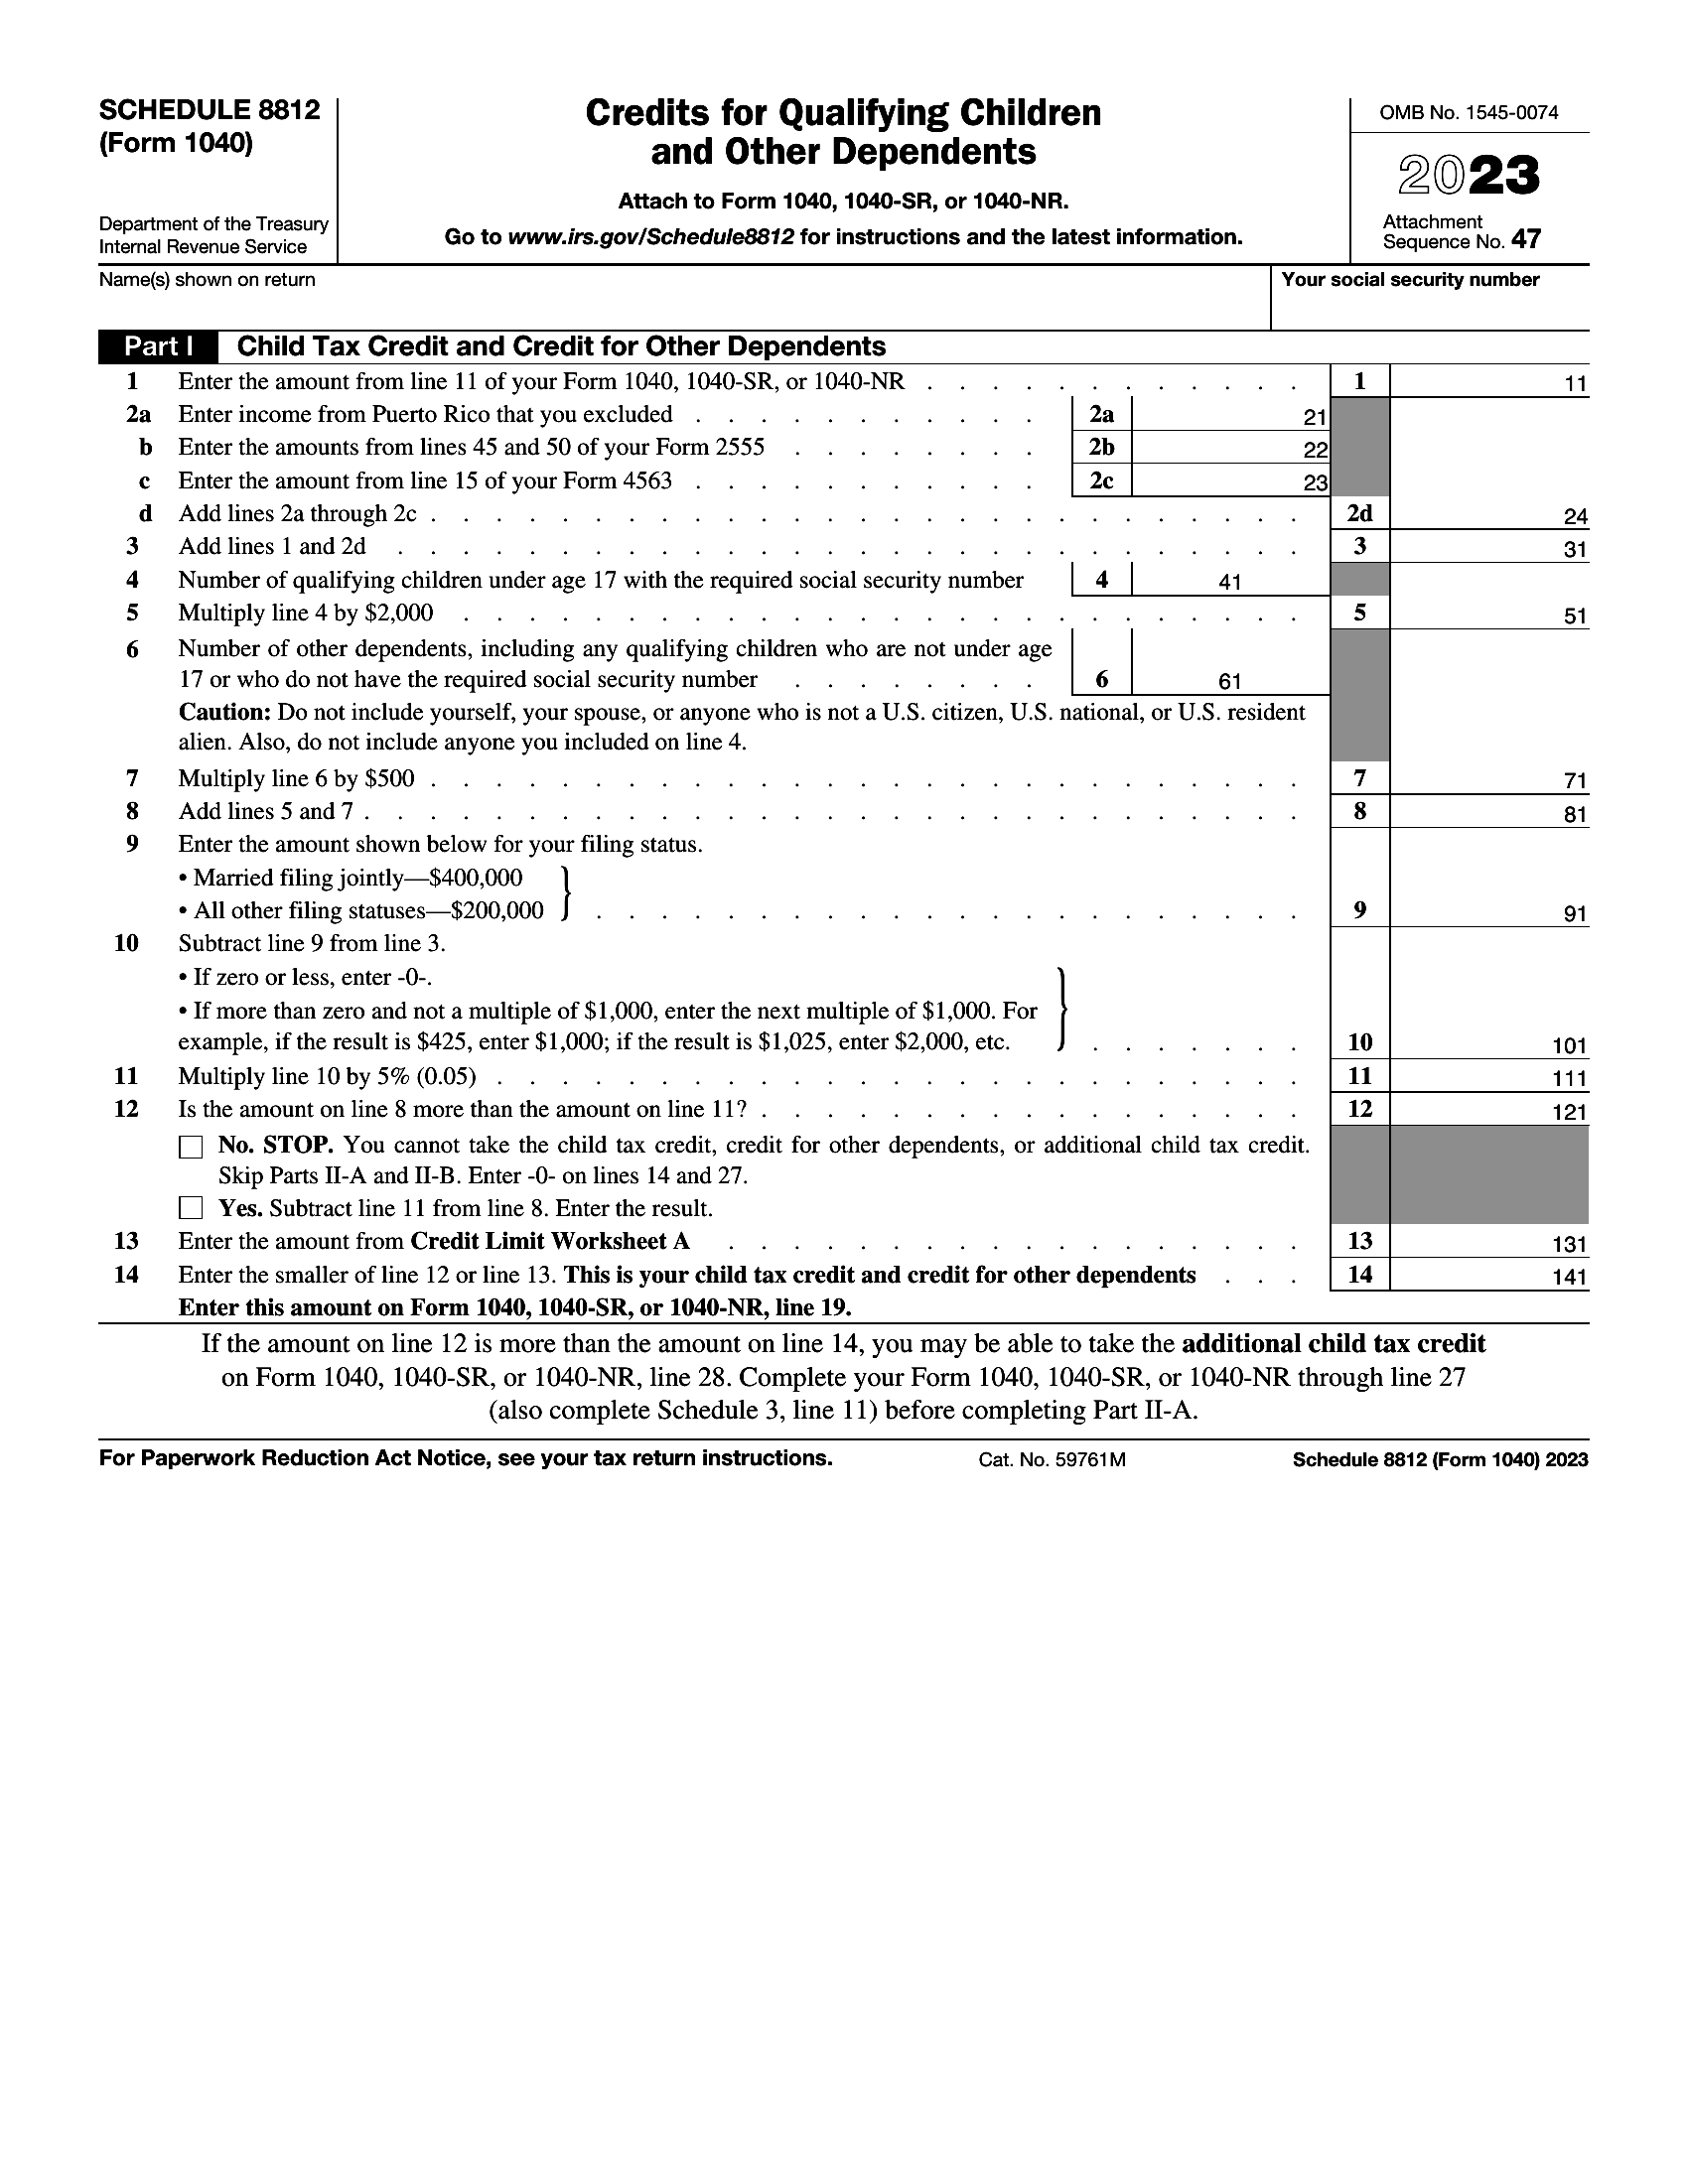 SCHEDULE 8812
(Form 1040)
Department of the Treasury
Internal Revenue Service
Credits for Qualifying Children
and Other Dependents
Attach to Form 1040, 1040-SR, or 1040-NR.
Go to www.irs.gov/Schedule8812 for instructions and the latest information.
OMB No. 1545-0074
2023
Attachment
Sequence No. 47
Name(s) shown on return
Your social security number
Part I Child Tax Credit and Credit for Other Dependents
1 Enter the amount from line 11 of your Form 1040, 1040-SR, or 1040-NR . . . . . . . . . . . . 1 11
2a Enter income from Puerto Rico that you excluded . . . . . . . . . . . 2a 21
b Enter the amounts from lines 45 and 50 of your Form 2555 . . . . . . . . 2b 22
c Enter the amount from line 15 of your Form 4563 . . . . . . . . . . . 2c 23
d Add lines 2a through 2c . . . . . . . . . . . . . . . . . . . . . . . . . . . 2d 24
3 Add lines 1 and 2d . . . . . . . . . . . . . . . . . . . . . . . . . . . . 3 31
4 Number of qualifying children under age 17 with the required social security number 4 41
5 Multiply line 4 by $2,000 . . . . . . . . . . . . . . . . . . . . . . . . . . 5 51
6 Number of other dependents, including any qualifying children who are not under age
17 or who do not have the required social security number . . . . . . . . 6 61
Caution: Do not include yourself, your spouse, or anyone who is not a U.S. citizen, U.S. national, or U.S. resident
alien. Also, do not include anyone you included on line 4.
7 Multiply line 6 by $500 . . . . . . . . . . . . . . . . . . . . . . . . . . . 7 71
8 Add lines 5 and 7 . . . . . . . . . . . . . . . . . . . . . . . . . . . . . 8 81
9 Enter the amount shown below for your filing status.
• Married filing jointly—$400,000
• All other filing statuses—$200,000 } . . . . . . . . . . . . . . . . . . . . . . 9 91
10 Subtract line 9 from line 3.
• If zero or less, enter -0-.
• If more than zero and not a multiple of $1,000, enter the next multiple of $1,000. For
example, if the result is $425, enter $1,000; if the result is $1,025, enter $2,000, etc. } . . . . . . . 10 101
11 Multiply line 10 by 5% (0.05) . . . . . . . . . . . . . . . . . . . . . . . . . 11 111
12 Is the amount on line 8 more than the amount on line 11? . . . . . . . . . . . . . . . . . 12 121
No. STOP. You cannot take the child tax credit, credit for other dependents, or additional child tax credit.
Skip Parts II-A and II-B. Enter -0- on lines 14 and 27.
Yes. Subtract line 11 from line 8. Enter the result.
13 Enter the amount from Credit Limit Worksheet A . . . . . . . . . . . . . . . . . . 13 131
14 Enter the smaller of line 12 or line 13. This is your child tax credit and credit for other dependents . . . 14 141
Enter this amount on Form 1040, 1040-SR, or 1040-NR, line 19.
If the amount on line 12 is more than the amount on line 14, you may be able to take the additional child tax credit
on Form 1040, 1040-SR, or 1040-NR, line 28. Complete your Form 1040, 1040-SR, or 1040-NR through line 27
(also complete Schedule 3, line 11) before completing Part II-A.
For Paperwork Reduction Act Notice, see your tax return instructions. Cat. No. 59761M Schedule 8812 (Form 1040) 2023